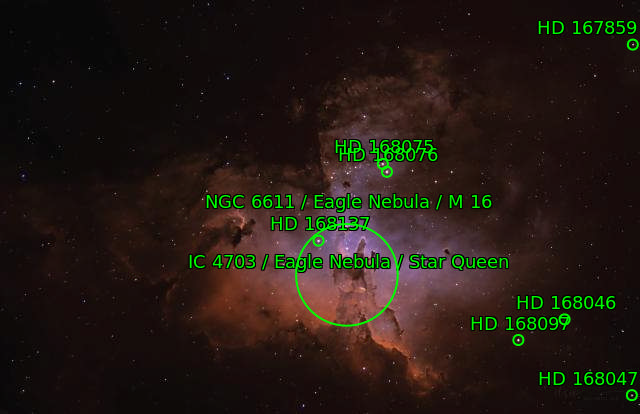 HD 167859
HD 168075
HD 168076
NGC 6611 / Eagle Nebula / M 16
HD 168137
IC 4703 / Eagle Nebula / Star Queen
HD 168046
HD 168097
HD 168047